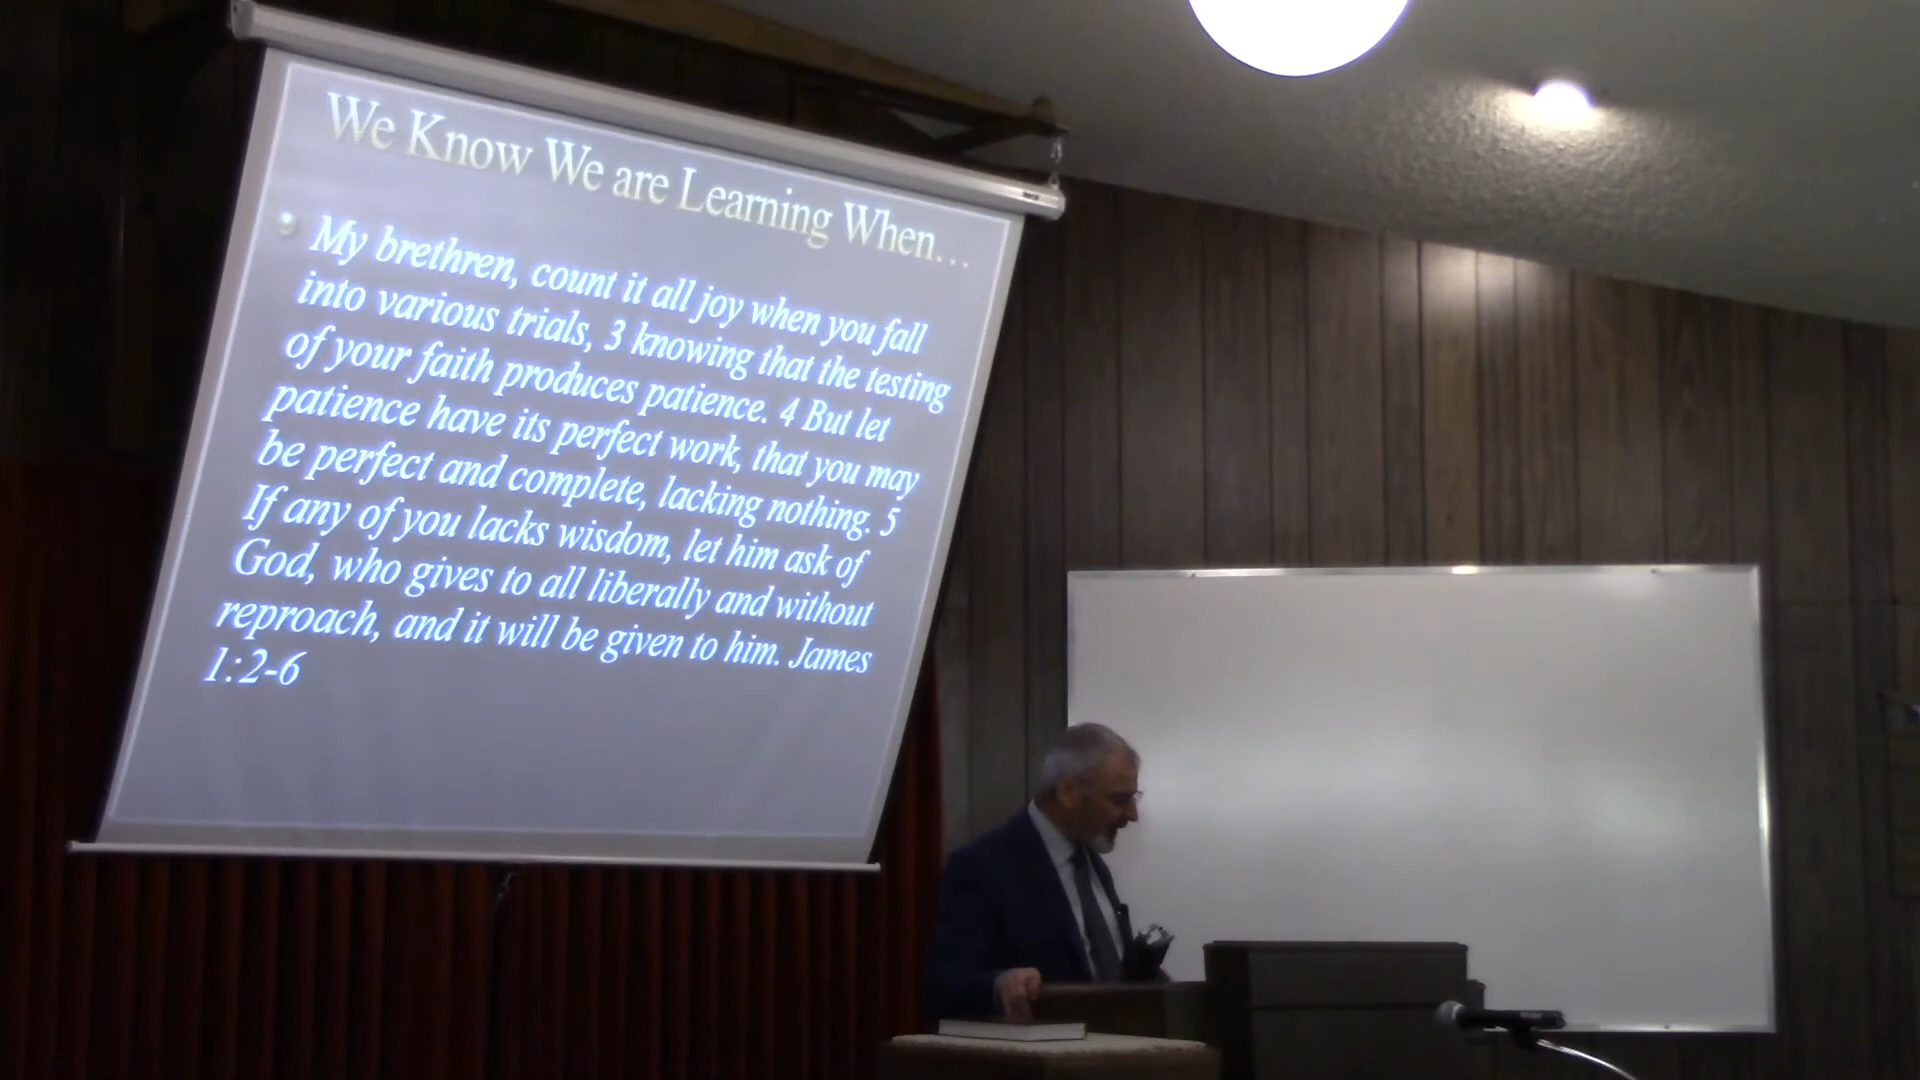 We Know We are Learning When...
My brethren, count it all joy when you fall
into various trials, 3 knowing that the testing
of your faith produces patience. 4 But let
patience have its perfect work, that you may
be perfect and complete, lacking nothing. 5
If any of you lacks wisdom, let him ask of
God, who gives to all liberally and without
reproach, and it will be given to him. James
1:2-6